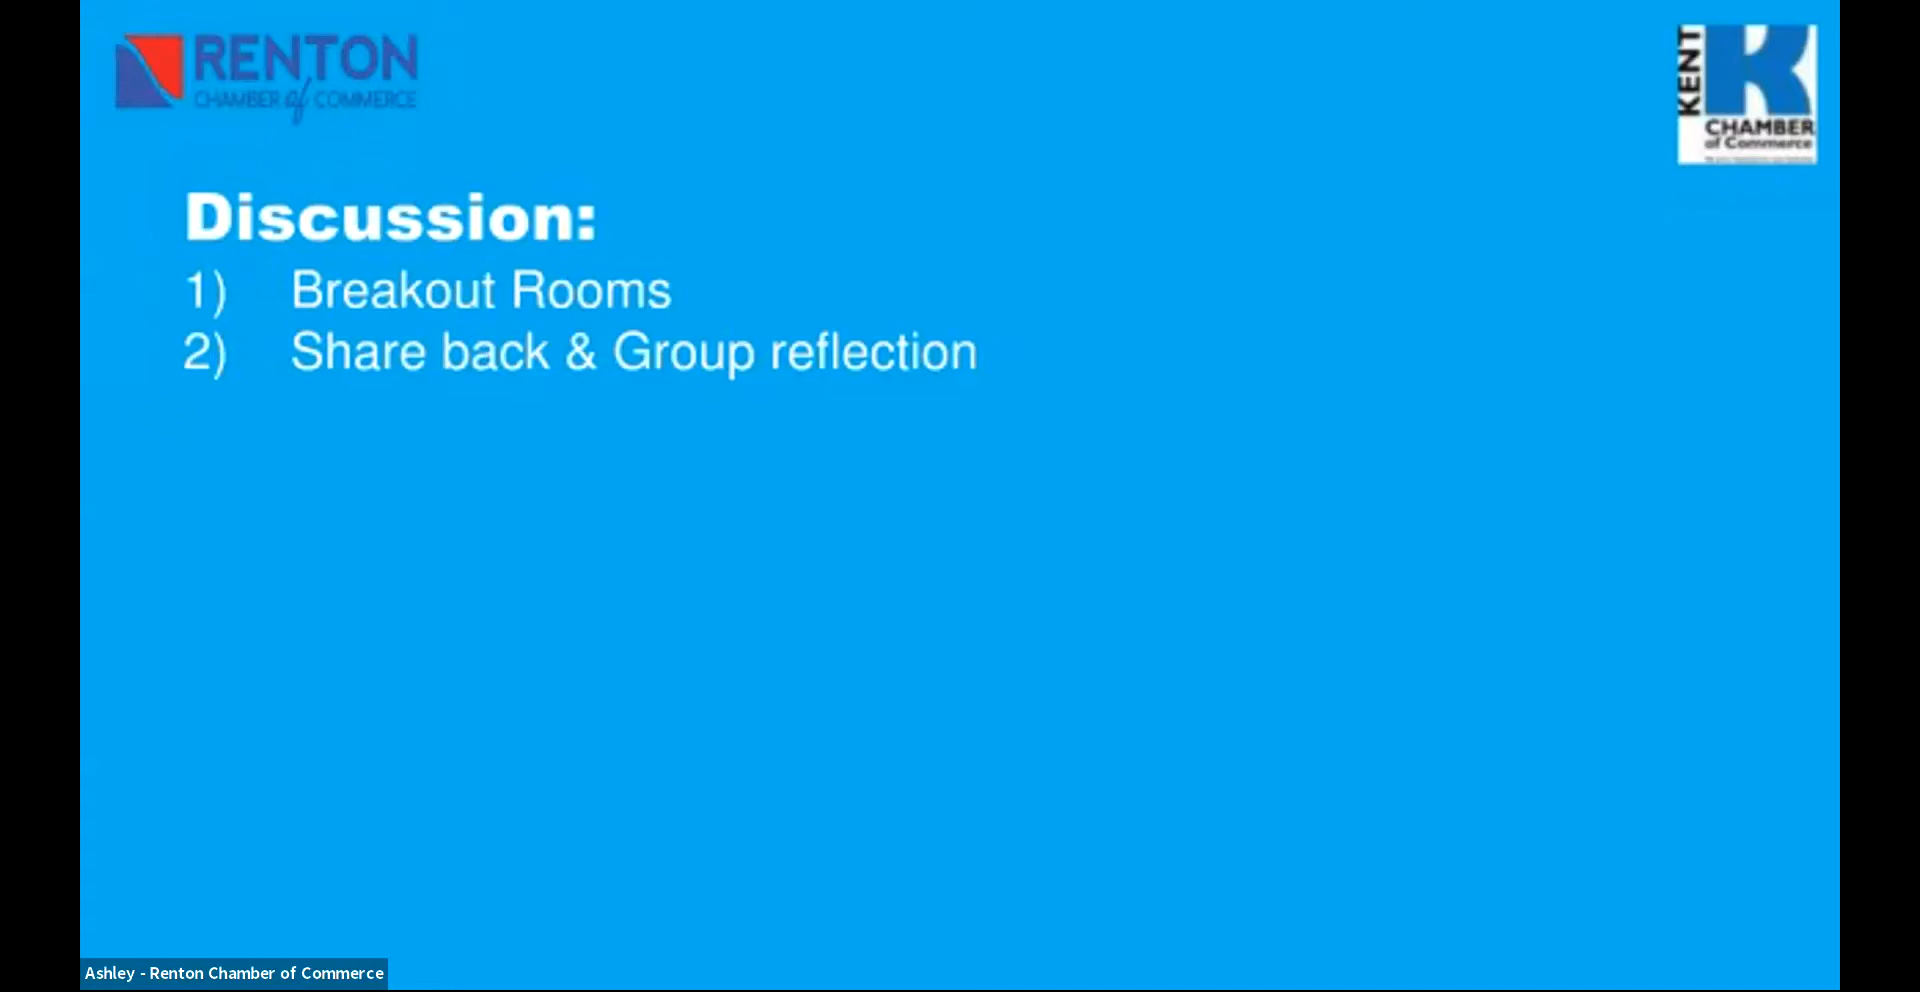 RENTON
CHAMBER of COMMERCE
KENT
CHAMBER
of Commerce
Discussion:
1) Breakout Rooms
2) Share back & Group reflection
Ashley - Renton Chamber of Commerce